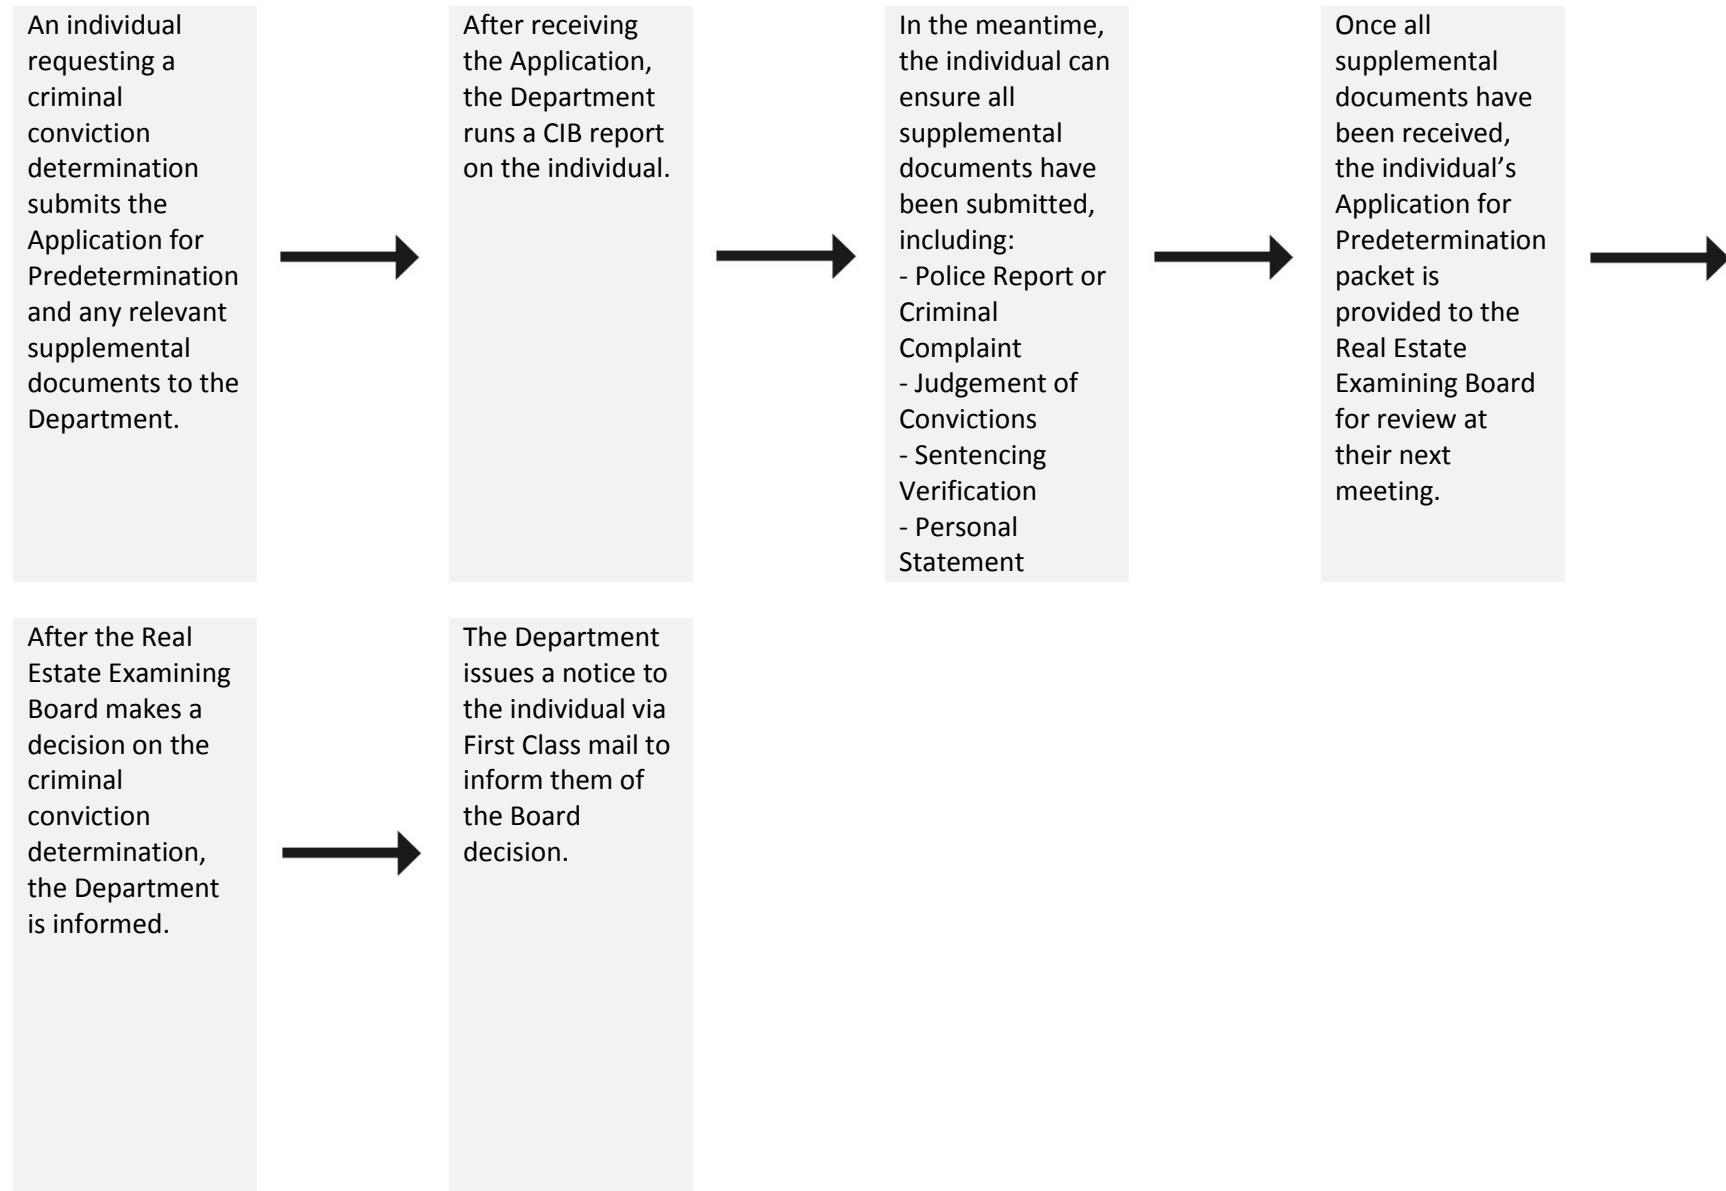 An individual
requesting a
criminal
conviction
determination
submits the
Application for
Predetermination
and any relevant
supplemental
documents to the
Department.
After receiving
the Application,
the Department
runs a CIB report
on the individual.
In the meantime,
the individual can
ensure all
supplemental
documents have
been submitted,
including:
- Police Report or
Criminal
Complaint
- Judgement of
Convictions
- Sentencing
Verification
- Personal
Statement
Once all
supplemental
documents have
been received,
the individual’s
Application for
Predetermination
packet is
provided to the
Real Estate
Examining Board
for review at
their next
meeting.
After the Real
Estate Examining
Board makes a
decision on the
criminal
conviction
determination,
the Department
is informed.
The Department
issues a notice to
the individual via
First Class mail to
inform them of
the Board
decision.